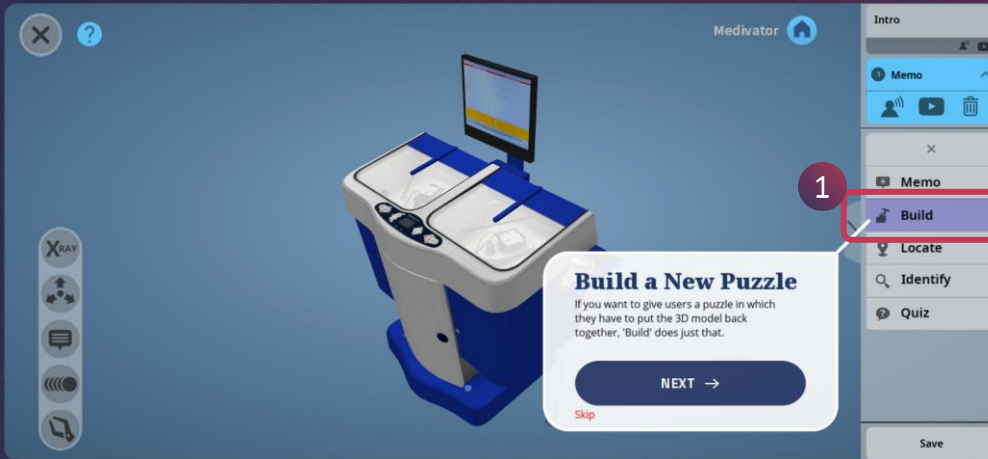 Medivator
XRAY
Intro
1 Memo
Memo
1
Build
Locate
Identify
Quiz
Build a New Puzzle
If you want to give users a puzzle in which
they have to put the 3D model back
together, 'Build' does just that.
NEXT →
Skip
Save